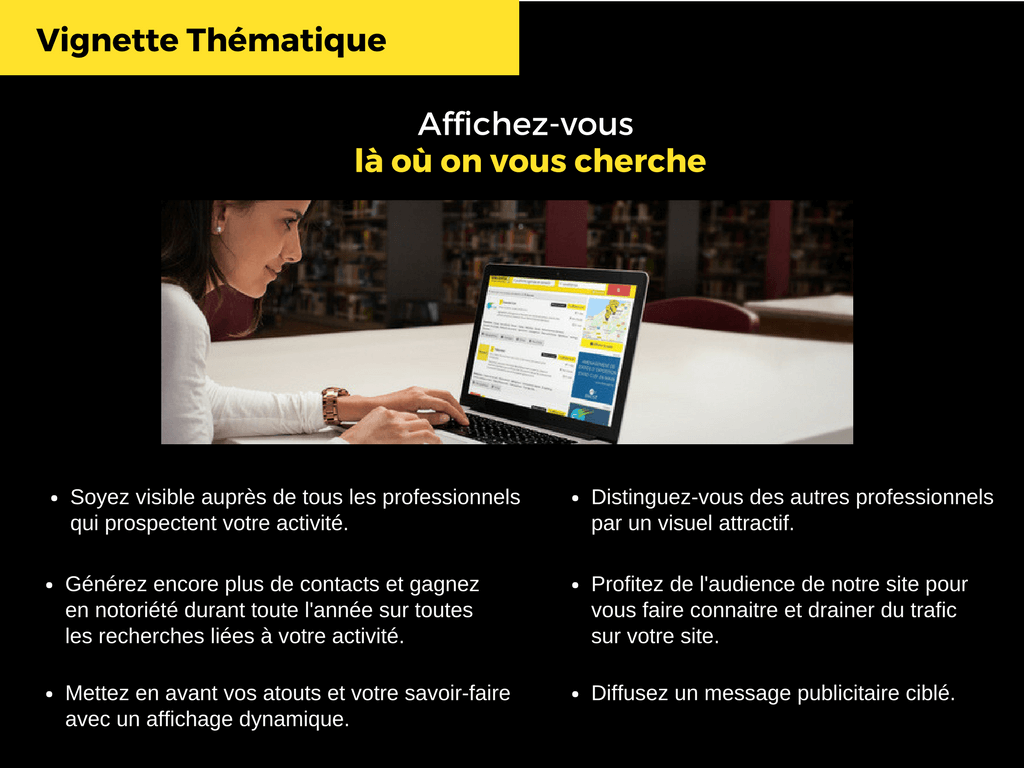 Vignette Thématique
Affichez-vous
là où on vous cherche
• Soyez visible auprès de tous les professionnels
qui prospectent votre activité.
• Générez encore plus de contacts et gagnez
en notoriété durant toute l'année sur toutes
les recherches liées à votre activité.
• Mettez en avant vos atouts et votre savoir-faire
avec un affichage dynamique.
• Distinguez-vous des autres professionnels
par un visuel attractif.
• Profitez de l'audience de notre site pour
vous faire connaitre et drainer du trafic
sur votre site.
• Diffusez un message publicitaire ciblé.